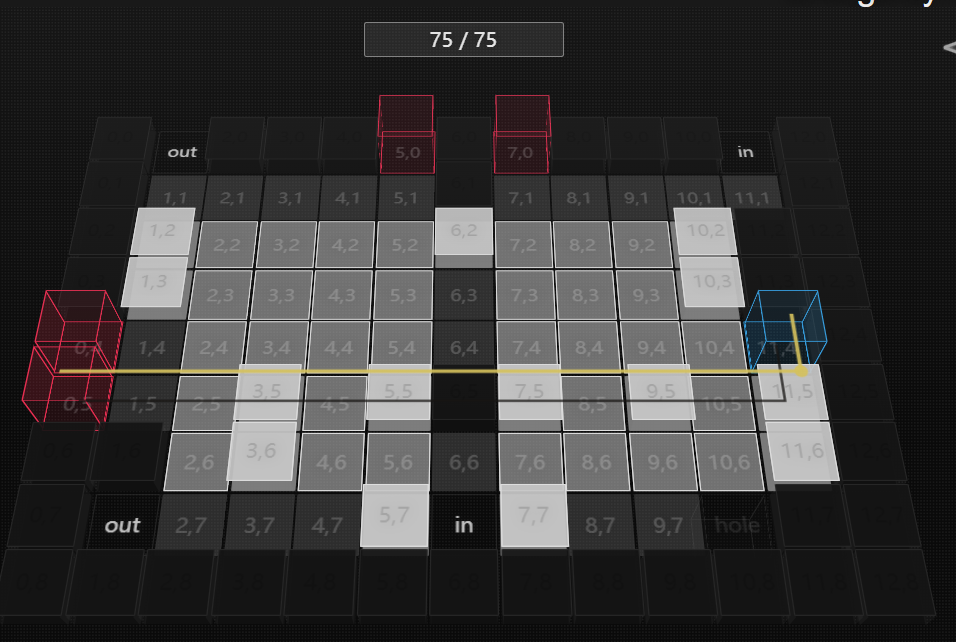 75 / 75
out 5,0 7,0 in
1,1 2,1 3,1 4,1 5,1 7,1 8,1 9,1 10,1 11,1
1,2 2,2 3,2 4,2 5,2 6,2 7,2 8,2 9,2 10,2
1,3 2,3 3,3 4,3 5,3 6,3 7,3 8,3 9,3 10,3
0,4 1,4 2,4 3,4 4,4 5,4 6,4 7,4 8,4 9,4 10,4 11,4
0,5 1,5 2,5 3,5 4,5 5,5 7,5 8,5 9,5 10,5 11,5
2,6 3,6 4,6 5,6 6,6 7,6 8,6 9,6 10,6 11,6
out 2,7 3,7 4,7 5,7 in 7,7 8,7 9,7 hole